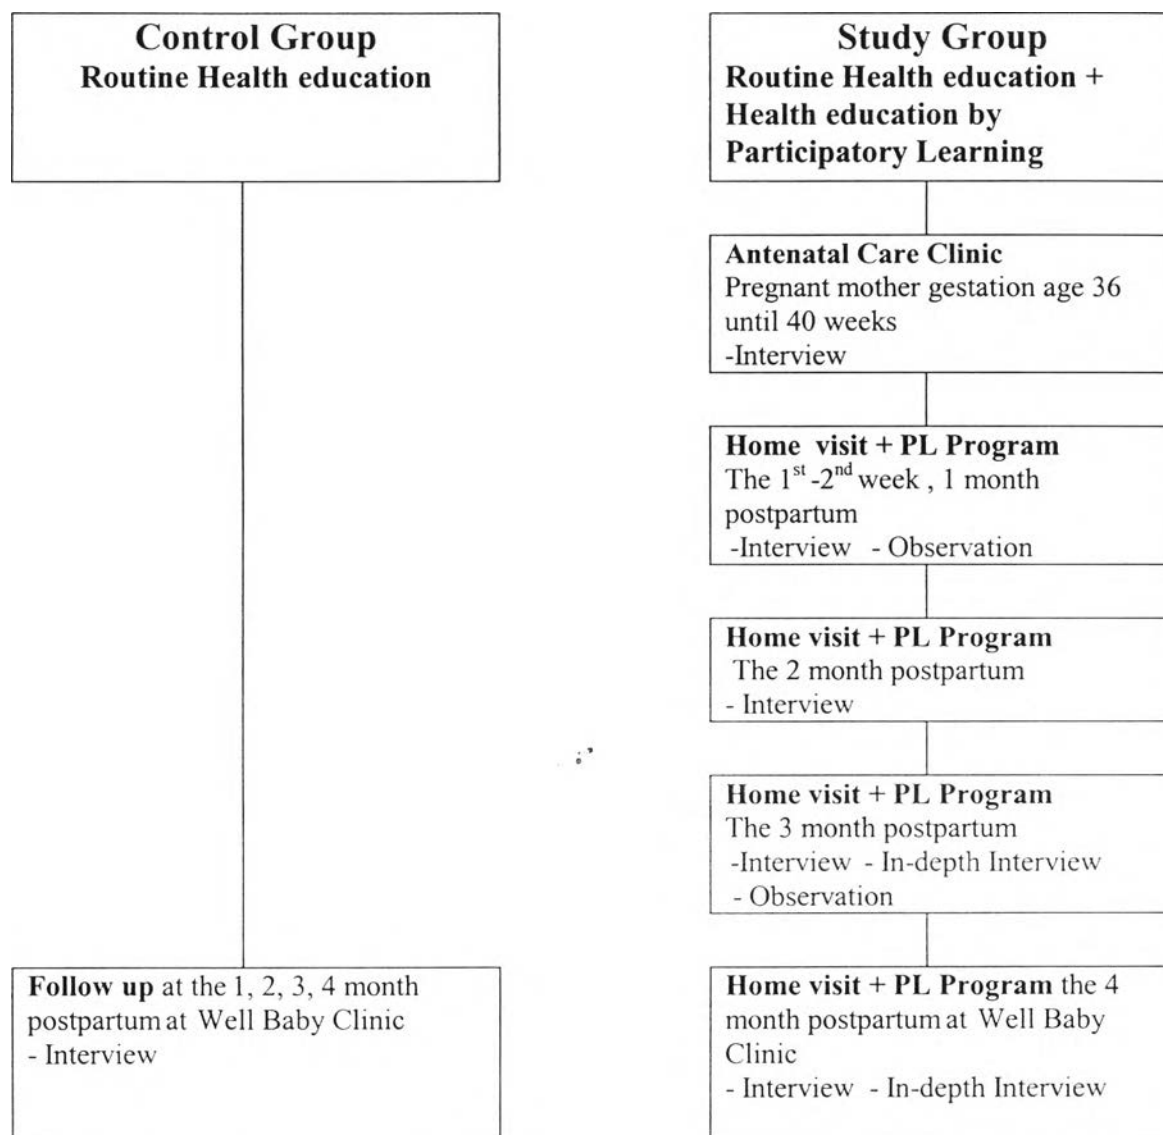 Control Group
Routine Health education
Study Group
Routine Health education +
Health education by
Participatory Learning
Antenatal Care Clinic
Pregnant mother gestation age 36
until 40 weeks
-Interview
Home visit + PL Program
The 1st -2nd week , 1 month
postpartum
-Interview - Observation
Home visit + PL Program
The 2 month postpartum
- Interview
Home visit + PL Program
The 3 month postpartum
-Interview - In-depth Interview
- Observation
Follow up at the 1, 2, 3, 4 month
postpartum at Well Baby Clinic
- Interview
Home visit + PL Program the 4
month postpartum at Well Baby
Clinic
- Interview - In-depth Interview